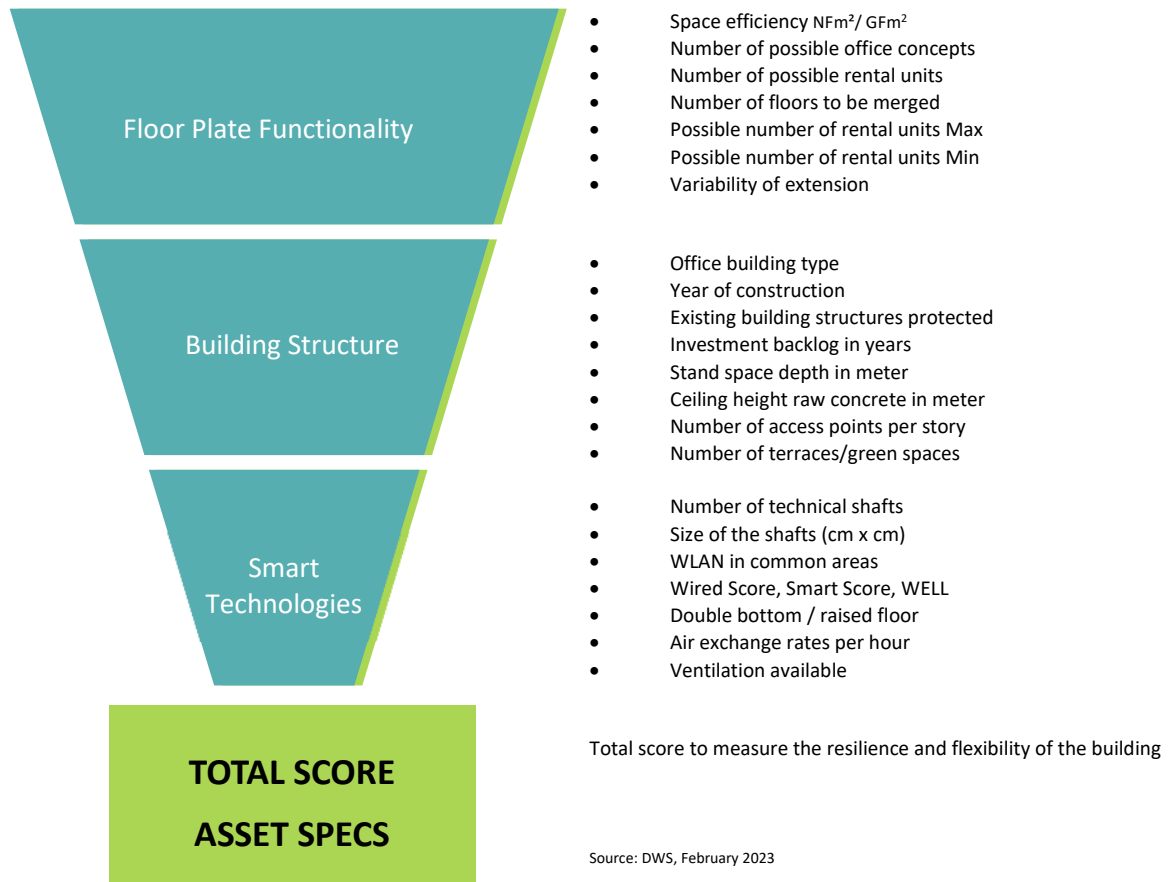 Floor Plate Functionality
• Space efficiency NFm²/ GFm²
• Number of possible office concepts
• Number of possible rental units
• Number of floors to be merged
• Possible number of rental units Max
• Possible number of rental units Min
• Variability of extension
Building Structure
• Office building type
• Year of construction
• Existing building structures protected
• Investment backlog in years
• Stand space depth in meter
• Ceiling height raw concrete in meter
• Number of access points per story
• Number of terraces/green spaces
Smart
Technologies
• Number of technical shafts
• Size of the shafts (cm x cm)
• WLAN in common areas
• Wired Score, Smart Score, WELL
• Double bottom / raised floor
• Air exchange rates per hour
• Ventilation available
TOTAL SCORE
ASSET SPECS
Total score to measure the resilience and flexibility of the building
Source: DWS, February 2023